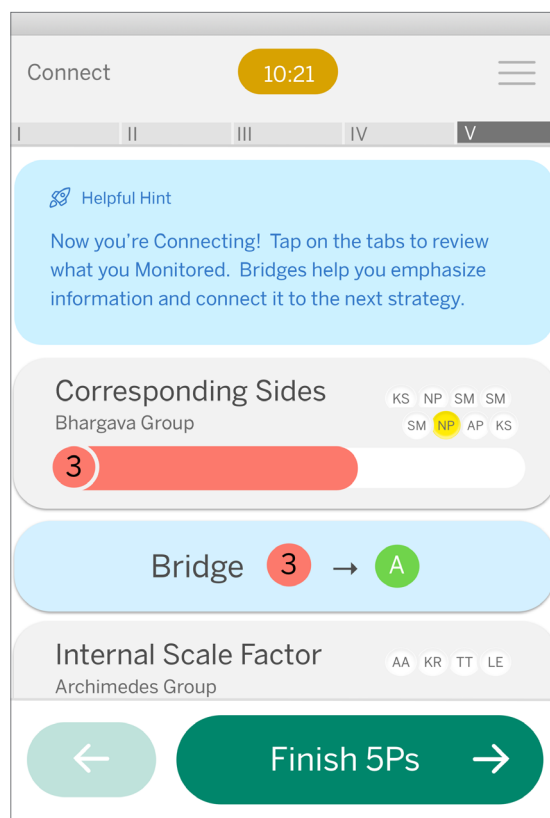 Connect
10:21
I II III IV V
Helpful Hint
Now you're Connecting! Tap on the tabs to review
what you Monitored. Bridges help you emphasize
information and connect it to the next strategy.
Corresponding Sides
KS NP SM SM
Bhargava Group
SM NP AP KS
3
Bridge 3 → A
Internal Scale Factor
AA KR TT LE
Archimedes Group
← Finish 5Ps →